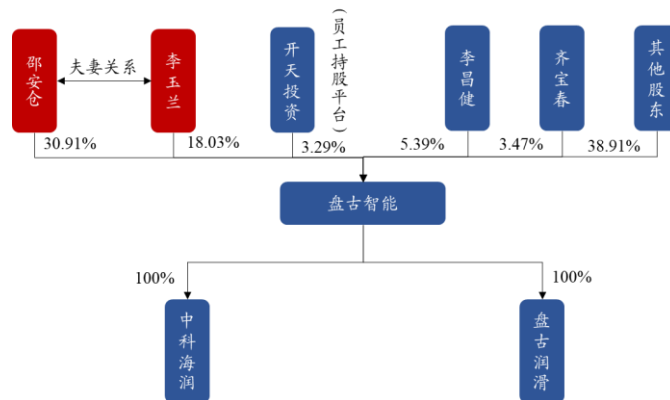 邵安仓
夫妻关系
李玉兰
开天投资
(员工持股平台)
李昌健
齐宝春
其他股东
30.91%
18.03%
3.29%
5.39%
3.47%
38.91%
盘古智能
100%
100%
中科海润
盘古润滑